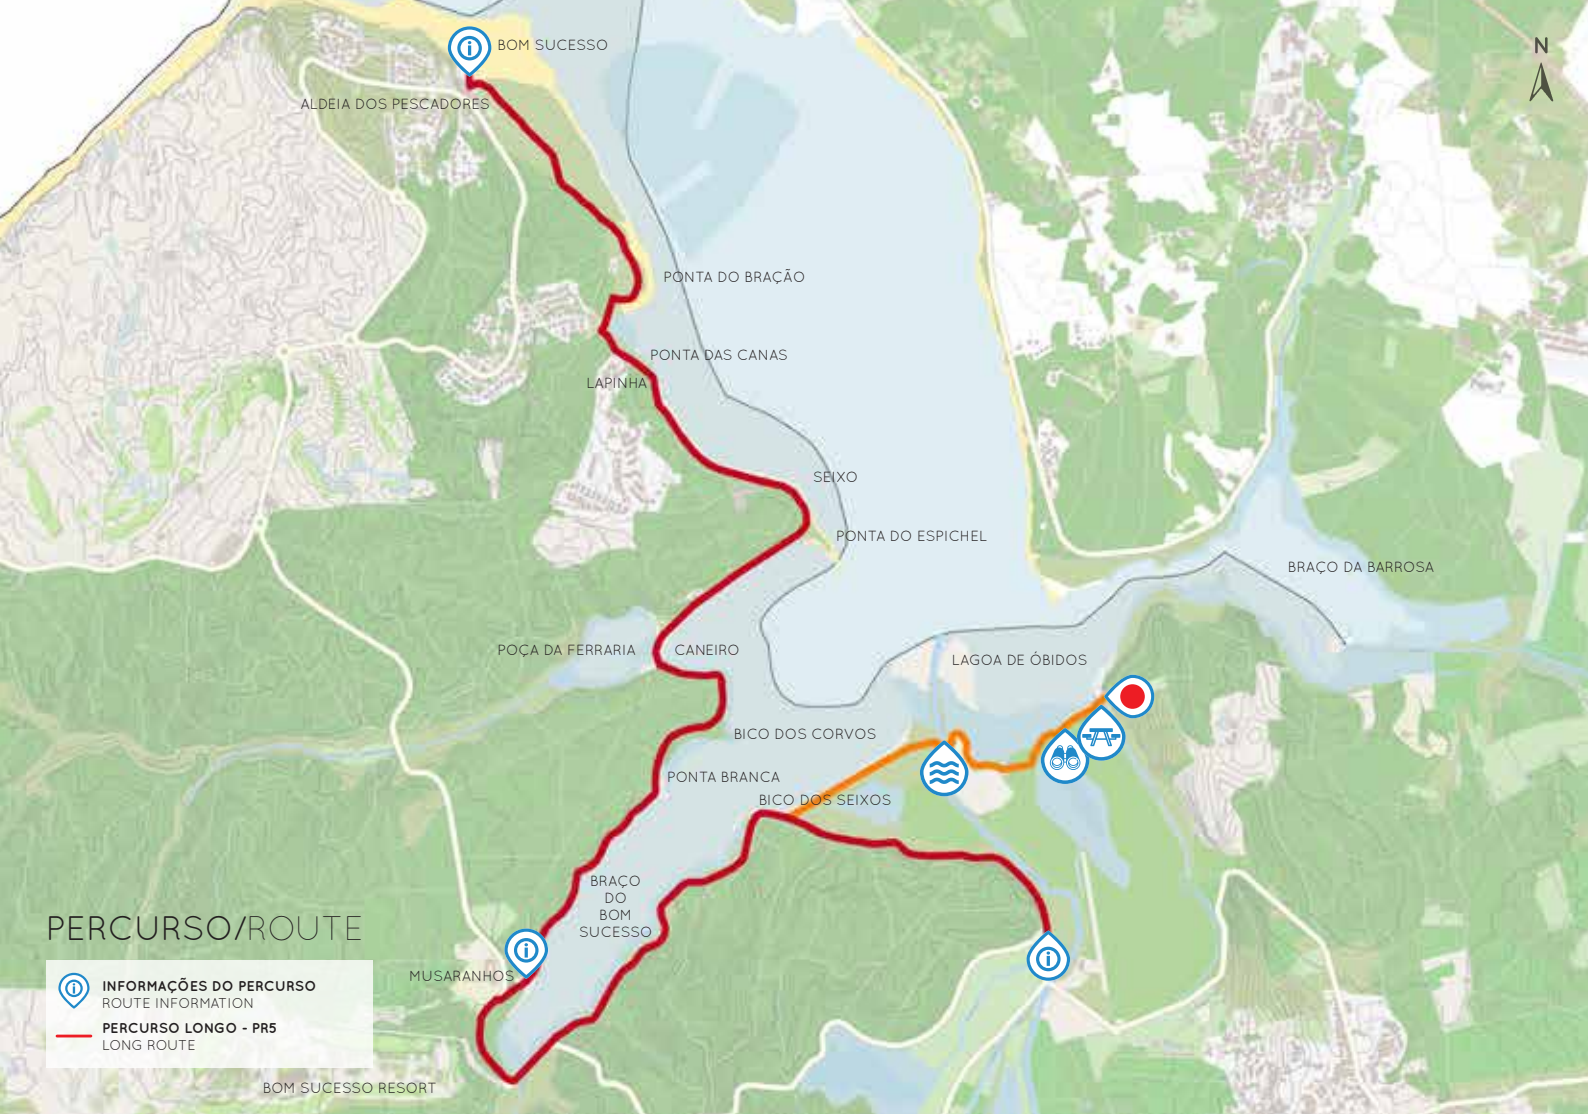 BOM SUCESSO
N
ALDEIA DOS PESCADORES
PONTA DO BRAÇÃO
PONTA DAS CANAS
LAPINHA
SEIXO
PONTA DO ESPICHEL
BRAÇO DA BARROSA
POÇA DA FERRARIA
CANEIRO
LAGOA DE ÓBIDOS
BICO DOS CORVOS
PONTA BRANCA
BICO DOS SEIXOS
BRAÇO
DO
BOM
SUCESSO
MUSARANHOS
PERCURSO/ROUTE
INFORMAÇÕES DO PERCURSO
ROUTE INFORMATION
PERCURSO LONGO - PR5
LONG ROUTE
BOM SUCESSO RESORT